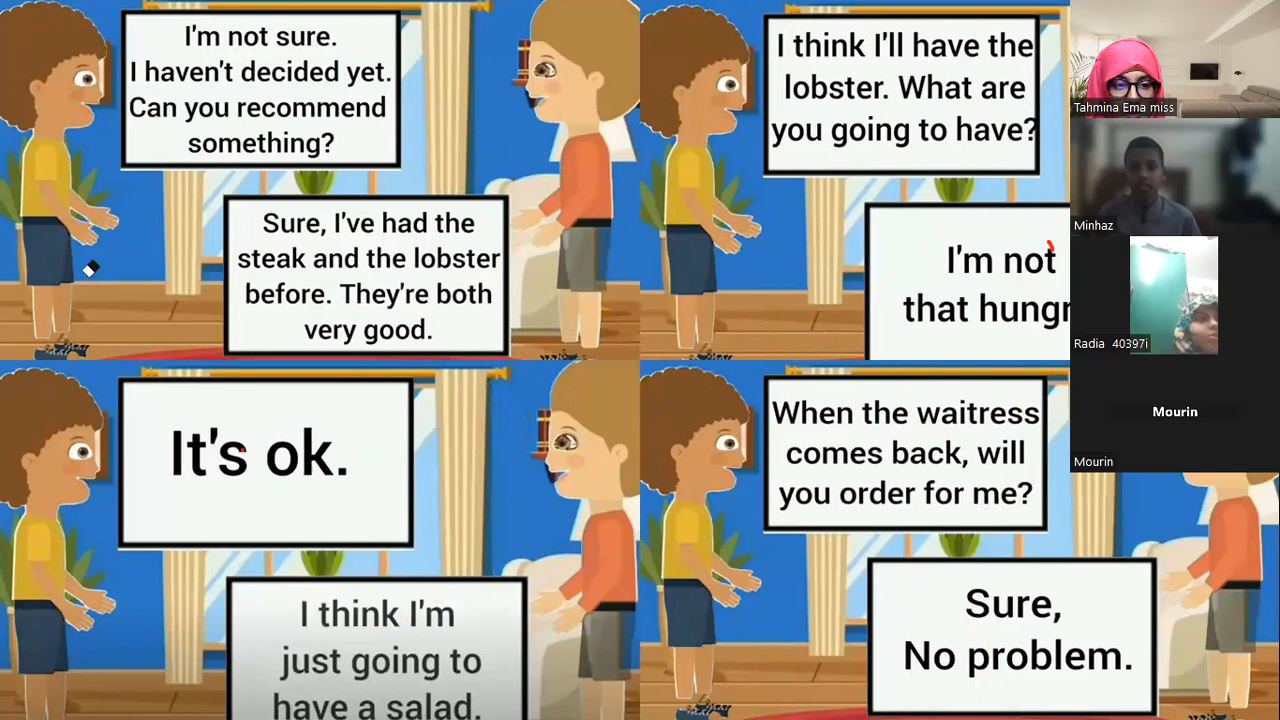 I'm not sure.
I haven't decided yet.
Can you recommend
something?
Sure, I've had the
steak and the lobster
before. They're both
very good.
I think I'll have the
lobster. What are
you going to have?
I'm not
that hungr
It's ok.
I think I'm
just going to
have a salad.
When the waitress
comes back, will
you order for me?
Sure,
No problem.
Tahmina Ema miss
Minhaz
Radia 40397i
Mourin
Mourin